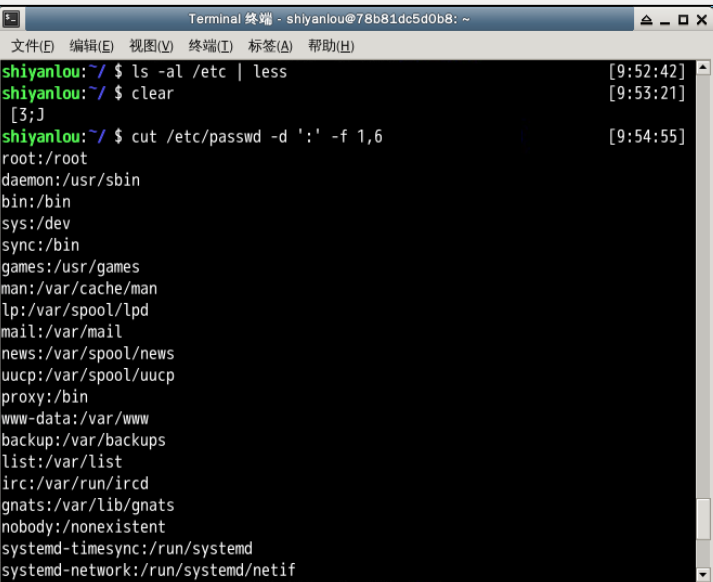 Terminal 终端 - shiyanlou@78b81dc5d0b8: ~
文件(F) 编辑(E) 视图(V) 终端(T) 标签(A) 帮助(H)
shiyanlou:~/ $ ls -al /etc | less [9:52:42]
shiyanlou:~/ $ clear [9:53:21]
[3;J
shiyanlou:~/ $ cut /etc/passwd -d ':' -f 1,6 [9:54:55]
root:/root
daemon:/usr/sbin
bin:/bin
sys:/dev
sync:/bin
games:/usr/games
man:/var/cache/man
lp:/var/spool/lpd
mail:/var/mail
news:/var/spool/news
uucp:/var/spool/uucp
proxy:/bin
www-data:/var/www
backup:/var/backups
list:/var/list
irc:/var/run/ircd
gnats:/var/lib/gnats
nobody:/nonexistent
systemd-timesync:/run/systemd
systemd-network:/run/systemd/netif